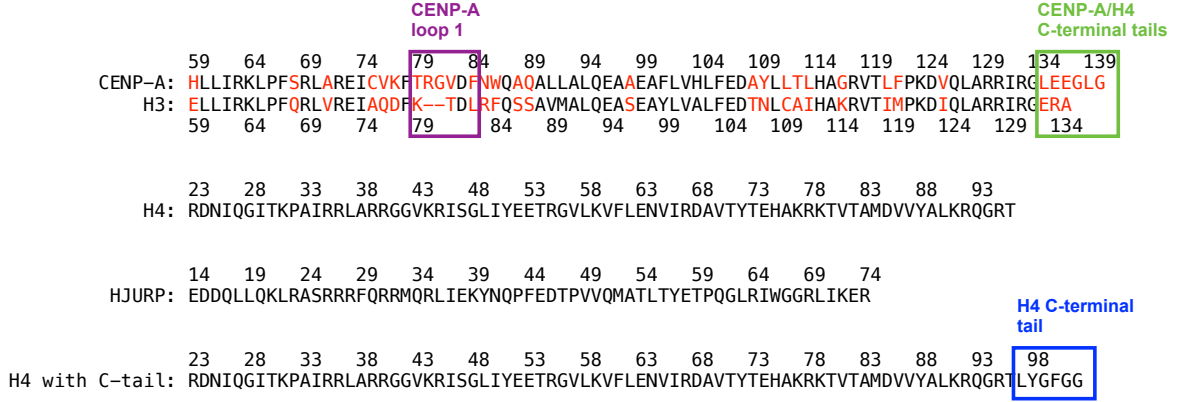 CENP-A
loop 1
CENP-A/H4
C-terminal tails
59 64 69 74 79 84 89 94 99 104 109 114 119 124 129 134 139
CENP-A: HLLIRKLPFSRLAREICVKFTRGVDFNWQAQALLALQEAAEAFLVHLFEDAYLLTLHAGRVTLFPKDVQLARRIRGLEEGLG
H3: ELLIRKLPFQRLVREIAQDFK--TDLRFQSSAVMALQEASEAYLVALFEDTNLCAIHAKRVTIMPKDIQLARRIRGERA
59 64 69 74 79 84 89 94 99 104 109 114 119 124 129 134
23 28 33 38 43 48 53 58 63 68 73 78 83 88 93
H4: RDNIQGITKPAIRRLARRGGVKRISGLIYEETRGVLKVFLENVIRDAVTYTEHAKRKTVTAMDVVYALKRQGRT
14 19 24 29 34 39 44 49 54 59 64 69 74
HJURP: EDDQLLQKLRASRRRFQRRMQRLIEKYNQPFEDTPVVQMATLTYETPQGLRIWGGRLIKER
H4 C-terminal
tail
23 28 33 38 43 48 53 58 63 68 73 78 83 88 93 98
H4 with C-tail: RDNIQGITKPAIRRLARRGGVKRISGLIYEETRGVLKVFLENVIRDAVTYTEHAKRKTVTAMDVVYALKRQGRTLYGFGG